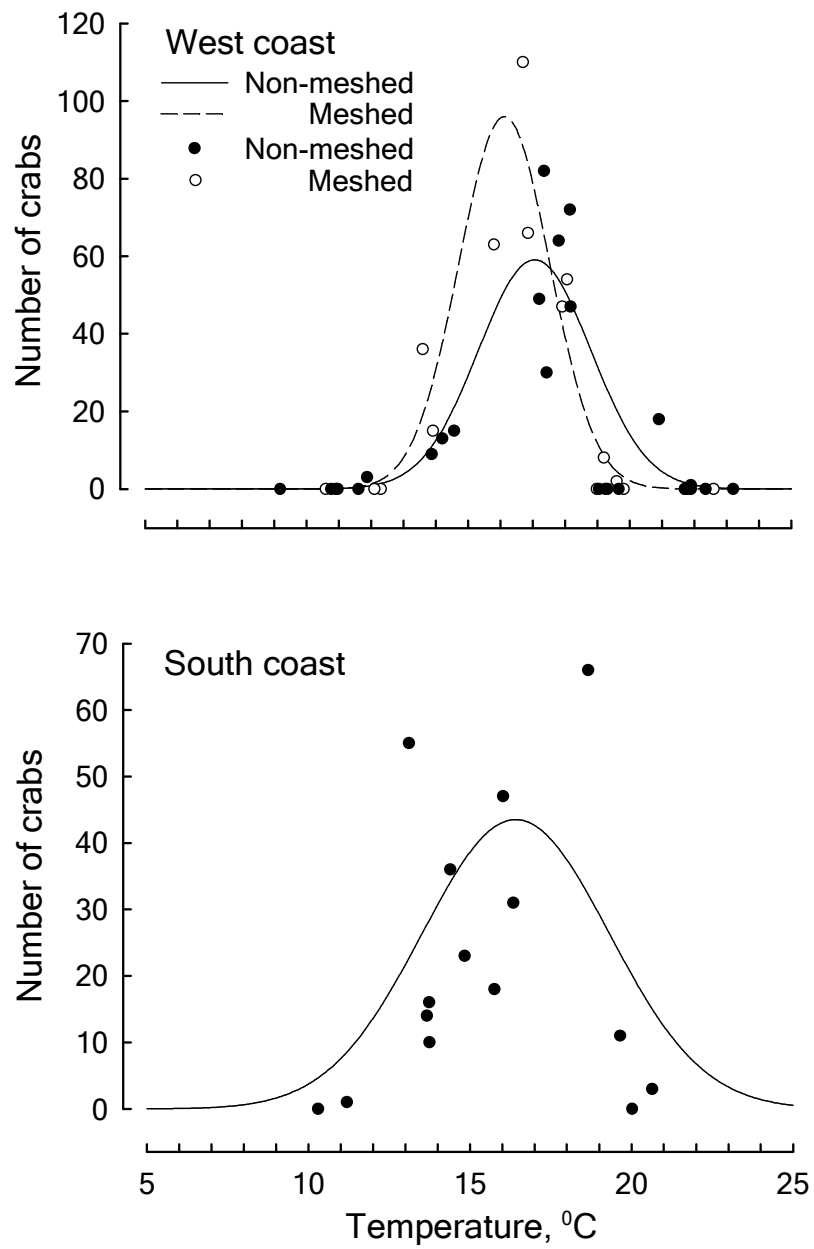 West coast
Non-meshed
Meshed
Non-meshed
Meshed
Number of crabs
120
100
80
60
40
20
0
South coast
Number of crabs
70
60
50
40
30
20
10
0
5 10 15 20 25
Temperature, ⁰C